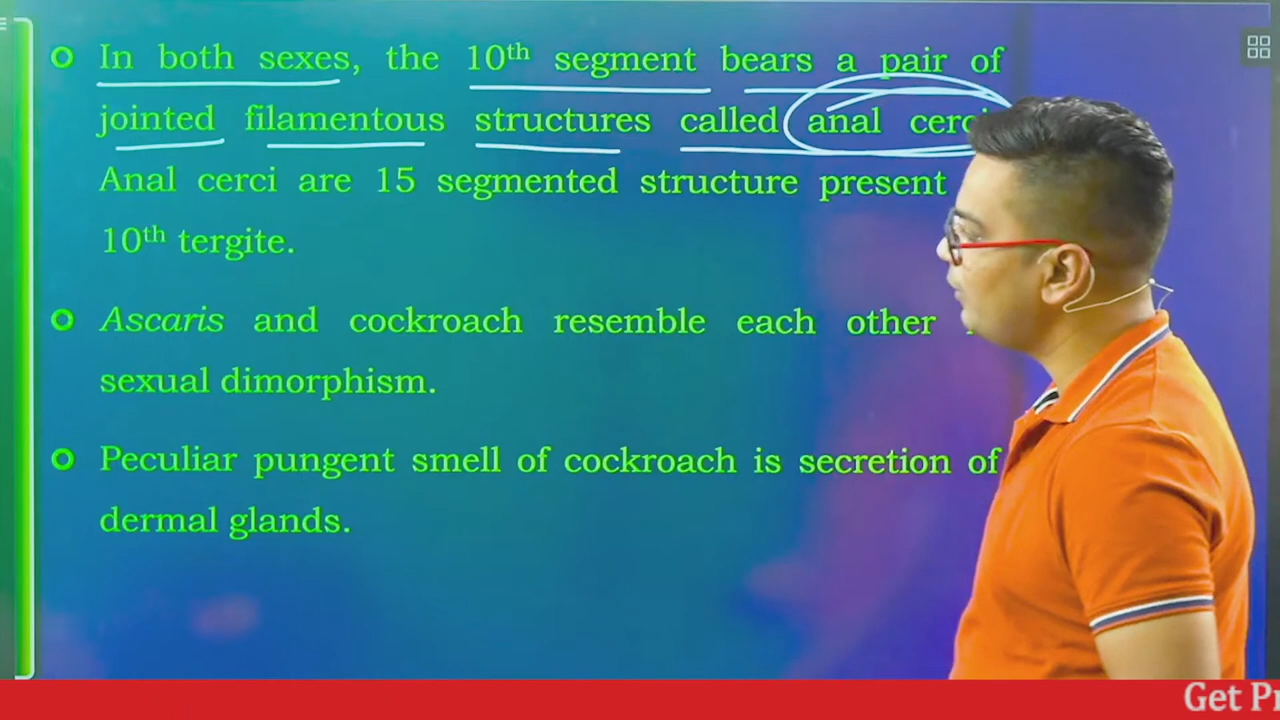 In both sexes, the 10th segment bears a pair of
jointed filamentous structures called anal cerci
Anal cerci are 15 segmented structure present
10th tergite.
Ascaris and cockroach resemble each other
sexual dimorphism.
Peculiar pungent smell of cockroach is secretion of
dermal glands.
Get